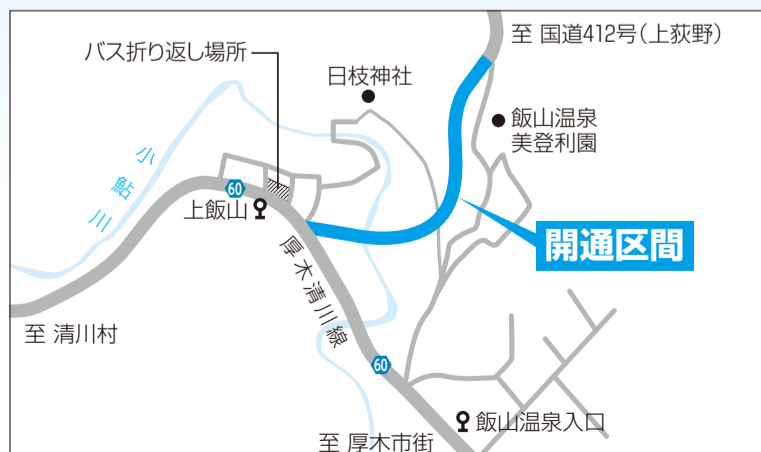 至 国道412号(上荻野)
バス折り返し場所
日枝神社
飯山温泉
美登利園
小鮎川
60
上飯山
開通区間
厚木清川線
至 清川村
60
飯山温泉入口
至 厚木市街